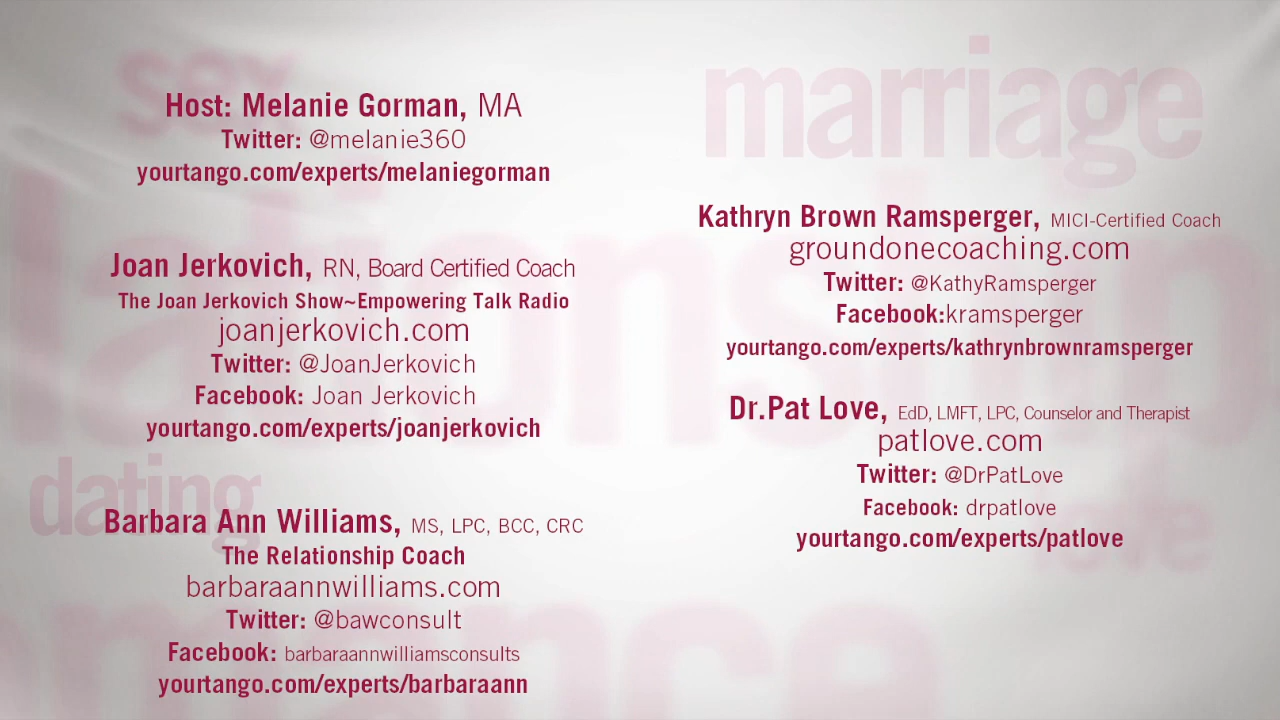 sex
marriage
Host: Melanie Gorman, MA
Twitter: @melanie360
yourtango.com/experts/melaniegorman
Joan Jerkovich, RN, Board Certified Coach
The Joan Jerkovich Show~Empowering Talk Radio
joanjerkovich.com
Twitter: @JoanJerkovich
Facebook: Joan Jerkovich
yourtango.com/experts/joanjerkovich
dating
Barbara Ann Williams, MS, LPC, BCC, CRC
The Relationship Coach
barbaraannwilliams.com
Twitter: @bawconsult
Facebook: barbaraannwilliamsconsults
yourtango.com/experts/barbaraann
Kathryn Brown Ramsperger, MICI-Certified Coach
groundonecoaching.com
Twitter: @KathyRamsperger
Facebook:kramsperger
yourtango.com/experts/kathrynbrownramsperger
Dr.Pat Love, EdD, LMFT, LPC, Counselor and Therapist
patlove.com
Twitter: @DrPatLove
Facebook: drpatlove
yourtango.com/experts/patlove